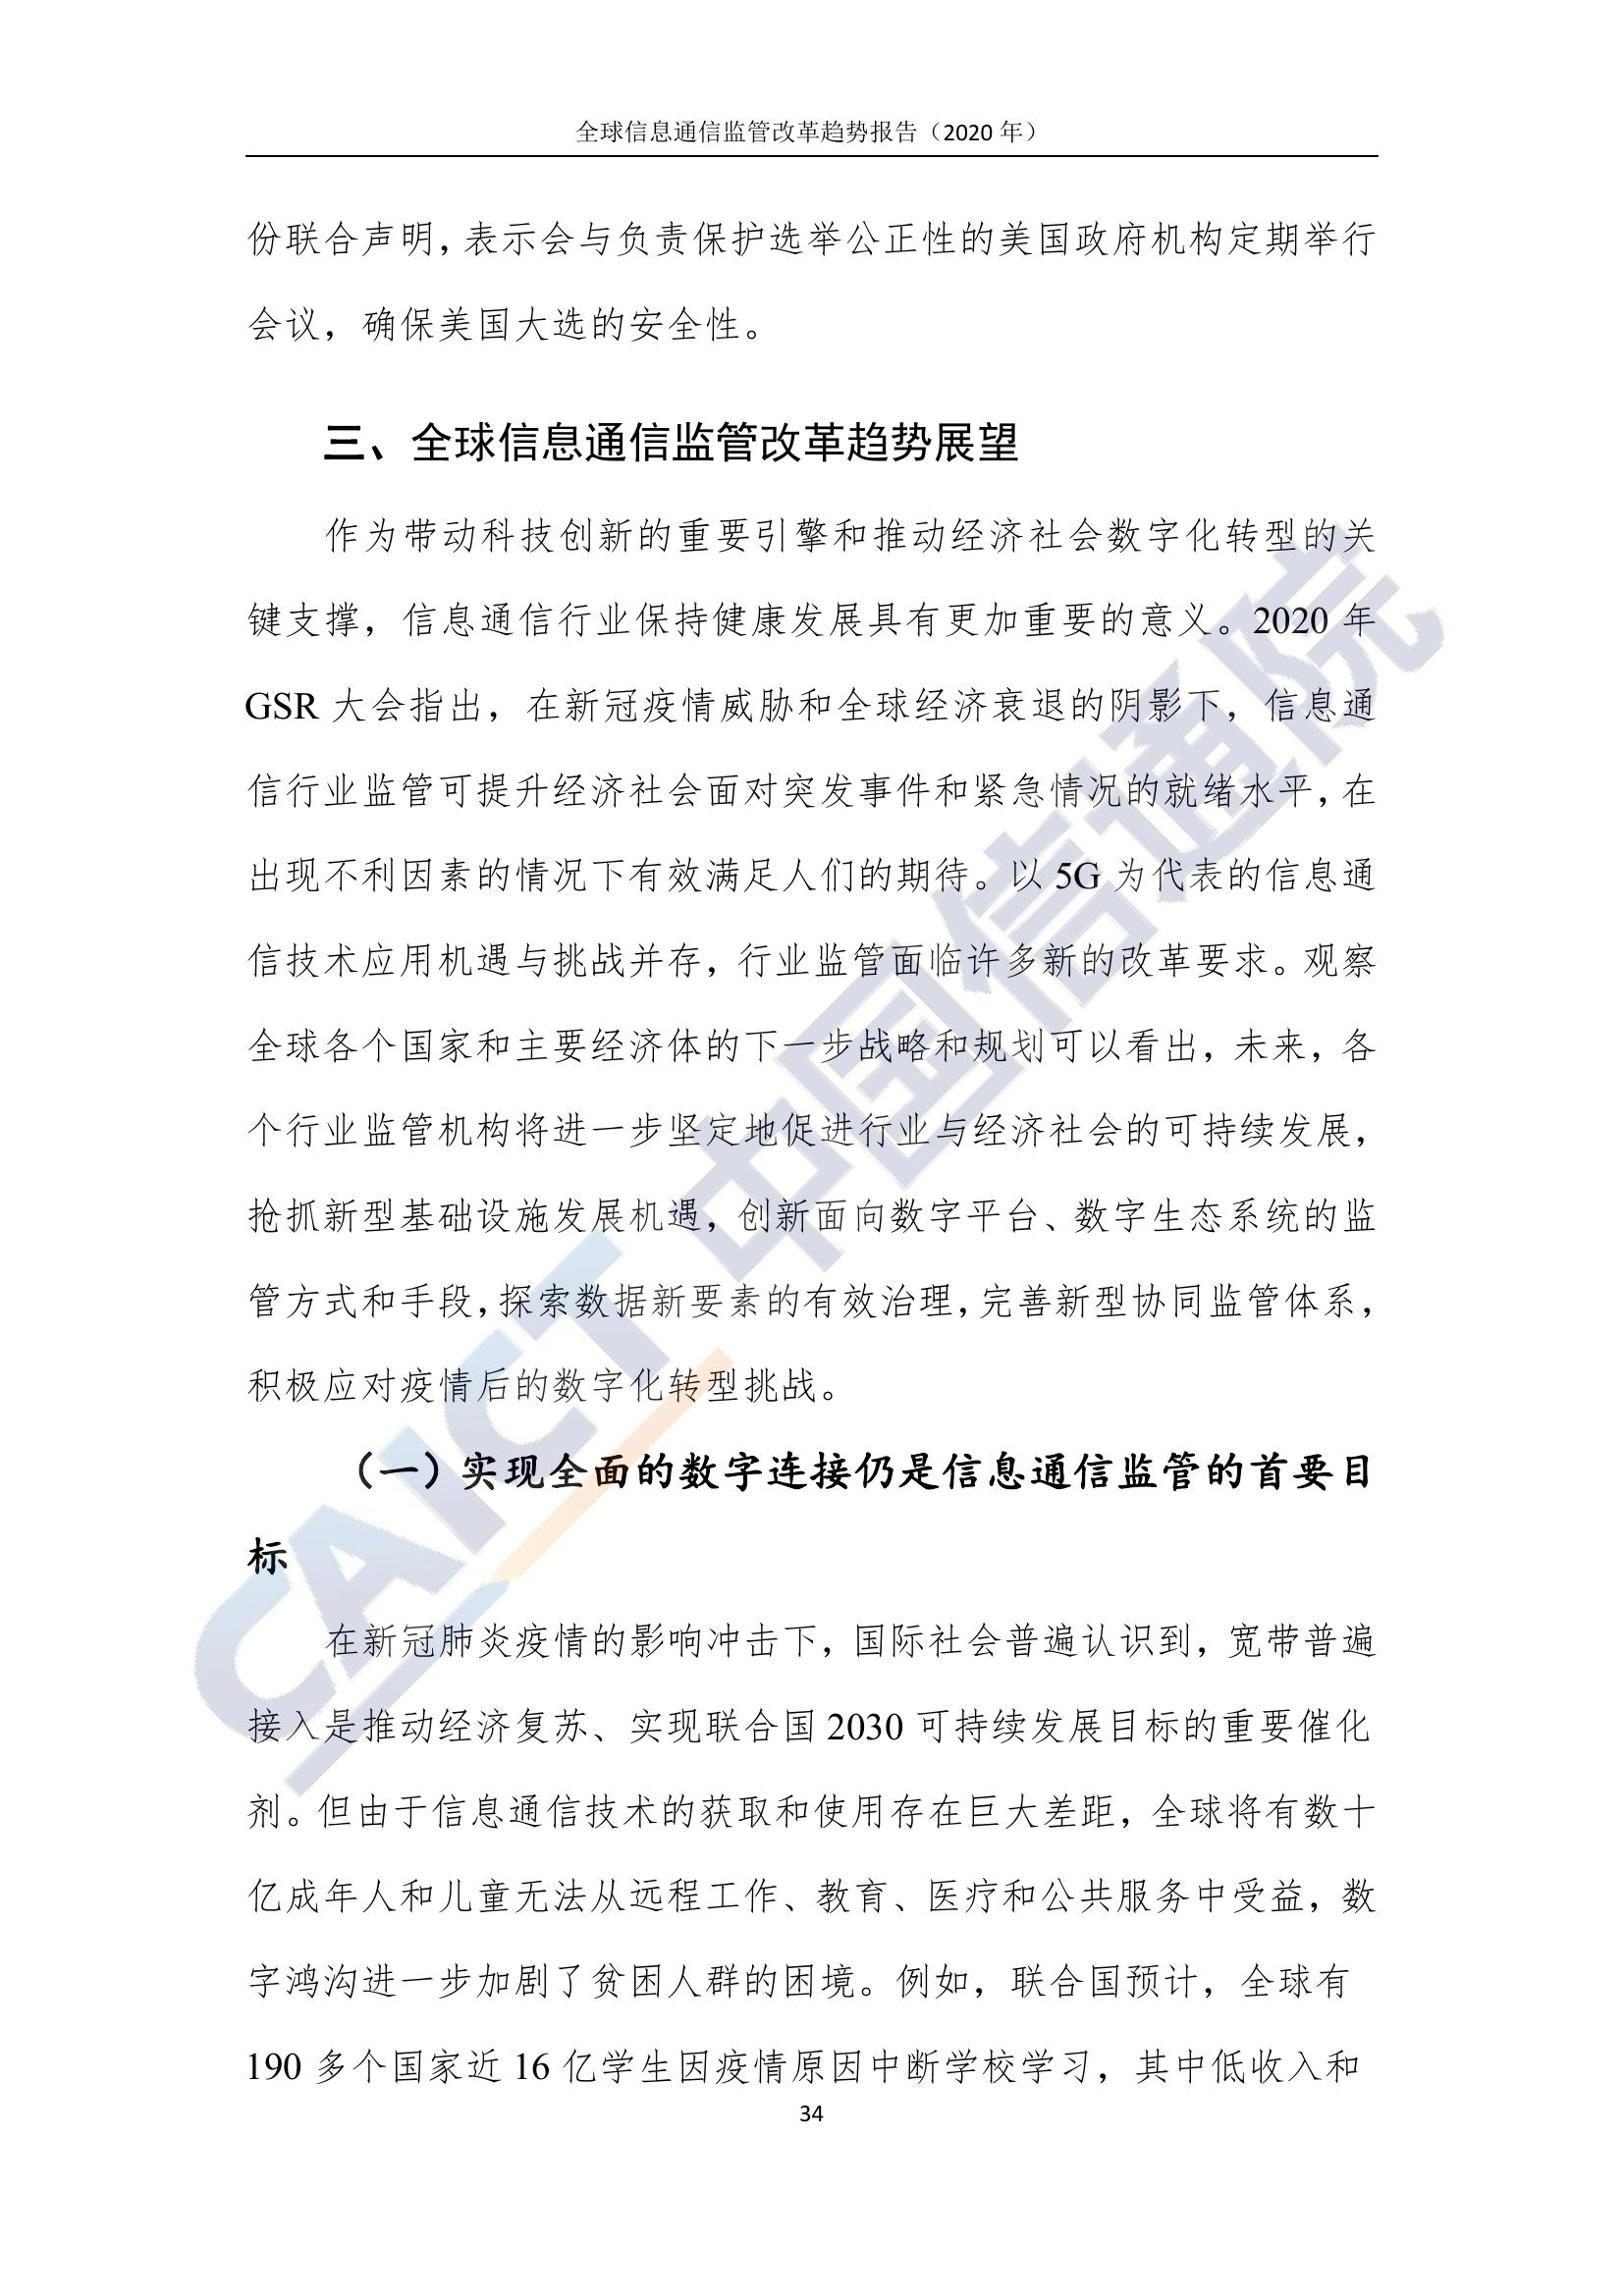 全球信息通信监管改革趋势报告（2020 年）
份联合声明，表示会与负责保护选举公正性的美国政府机构定期举行
会议，确保美国大选的安全性。
三、全球信息通信监管改革趋势展望
作为带动科技创新的重要引擎和推动经济社会数字化转型的关
键支撑，信息通信行业保持健康发展具有更加重要的意义。2020 年
GSR 大会指出，在新冠疫情威胁和全球经济衰退的阴影下，信息通
信行业监管可提升经济社会面对突发事件和紧急情况的就绪水平，在
出现不利因素的情况下有效满足人们的期待。以 5G 为代表的信息通
信技术应用机遇与挑战并存，行业监管面临许多新的改革要求。观察
全球各个国家和主要经济体的下一步战略和规划可以看出，未来，各
个行业监管机构将进一步坚定地促进行业与经济社会的可持续发展，
抢抓新型基础设施发展机遇，创新面向数字平台、数字生态系统的监
管方式和手段，探索数据新要素的有效治理，完善新型协同监管体系，
积极应对疫情后的数字化转型挑战。
（一）实现全面的数字连接仍是信息通信监管的首要目
标
在新冠肺炎疫情的影响冲击下，国际社会普遍认识到，宽带普遍
接入是推动经济复苏、实现联合国 2030 可持续发展目标的重要催化
剂。但由于信息通信技术的获取和使用存在巨大差距，全球将有数十
亿成年人和儿童无法从远程工作、教育、医疗和公共服务中受益，数
字鸿沟进一步加剧了贫困人群的困境。例如，联合国预计，全球有
190 多个国家近 16 亿学生因疫情原因中断学校学习，其中低收入和
34
CAICT 中国信通院